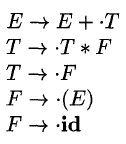 E → E + ·T
T → ·T * F
T → ·F
F → ·(E)
F → ·id